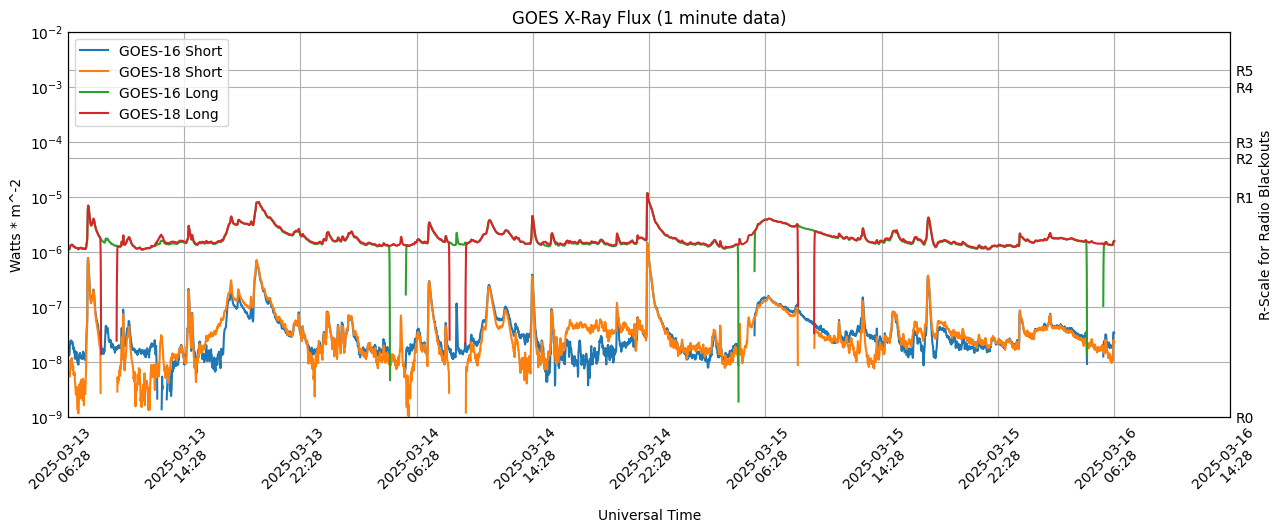 GOES X-Ray Flux (1 minute data)
GOES-16 Short
GOES-18 Short
GOES-16 Long
GOES-18 Long
10^-2
10^-3
10^-4
10^-5
10^-6
10^-7
10^-8
10^-9
Watts * m^-2
R5
R4
R3
R2
R1
R0
R-Scale for Radio Blackouts
2025-03-13
06:28
2025-03-13
14:28
2025-03-13
22:28
2025-03-14
06:28
2025-03-14
14:28
2025-03-14
22:28
2025-03-15
06:28
2025-03-15
14:28
2025-03-15
22:28
2025-03-16
06:28
2025-03-16
14:28
Universal Time